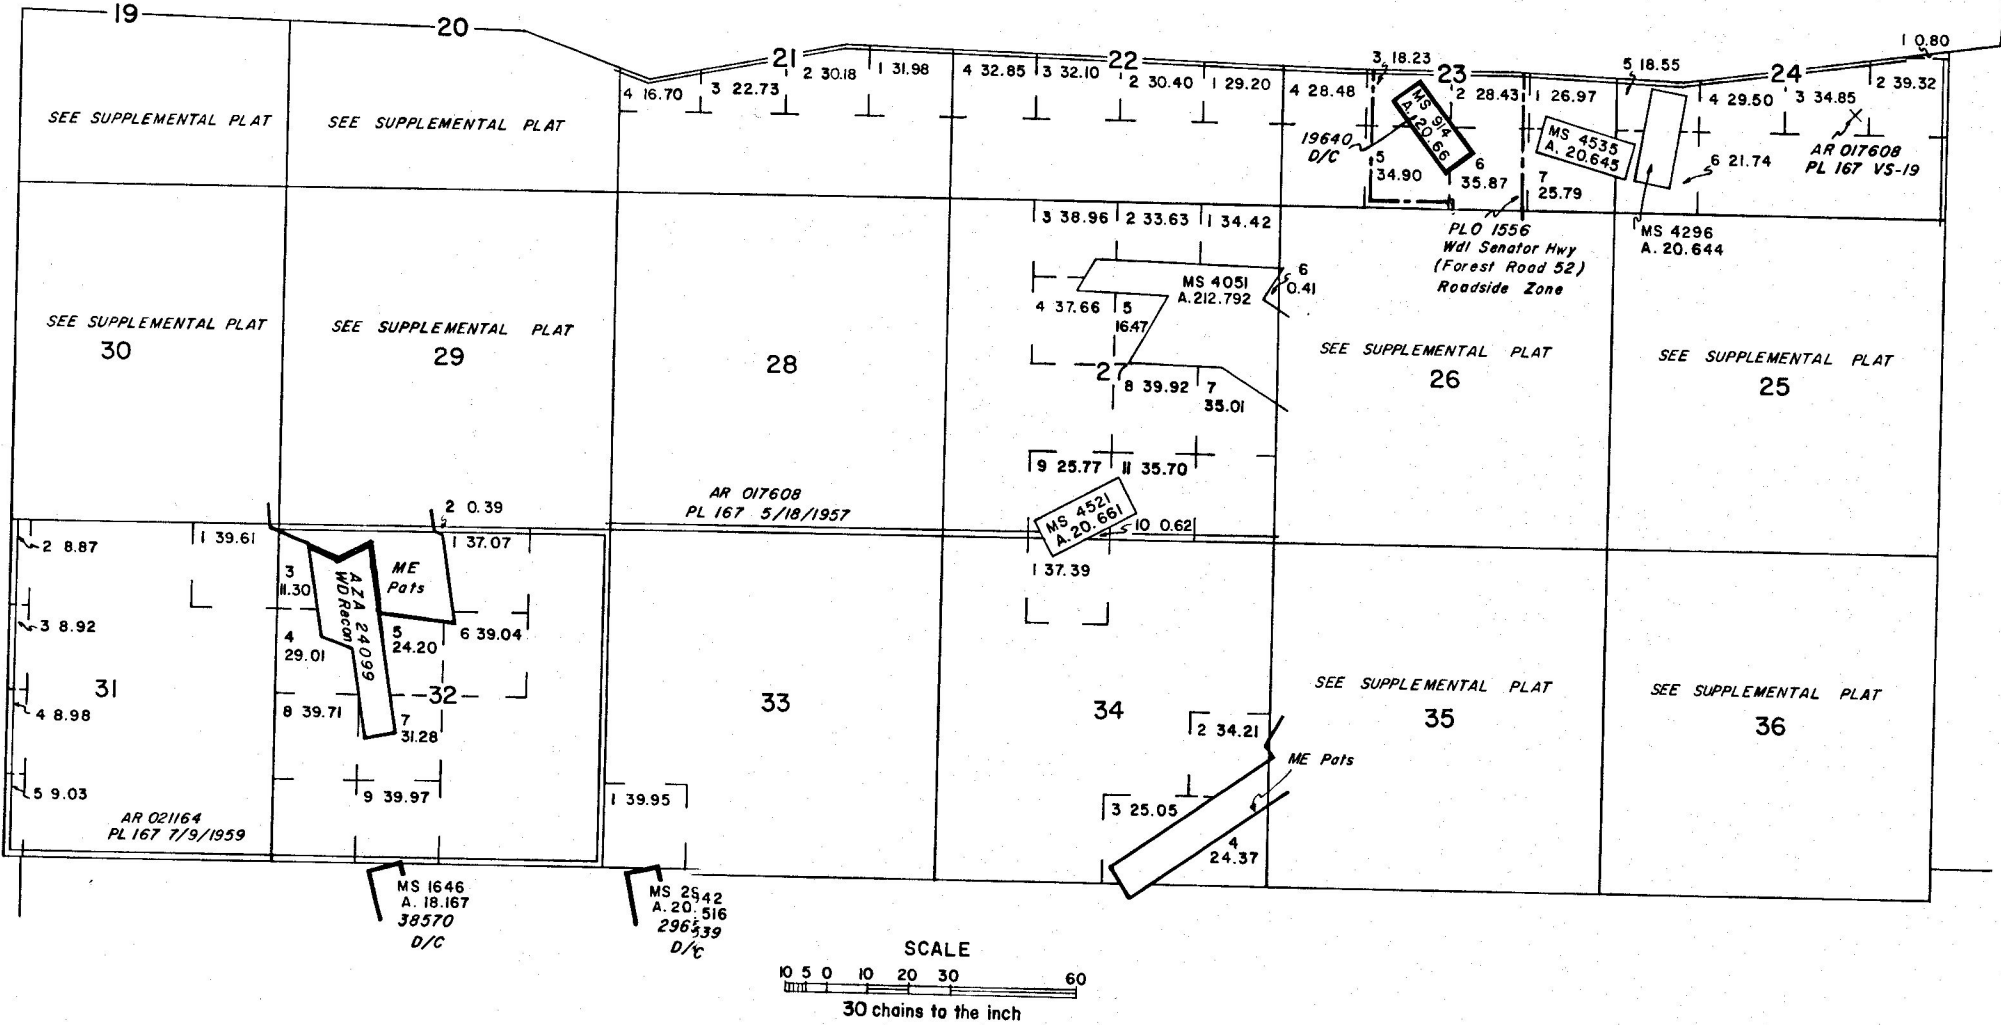 19
20
21
22
23
24
1 0.80
4 16.70
3 22.73
2 30.18
1 31.98
4 32.85
3 32.10
2 30.40
1 29.20
4 28.48
3 18.23
2 28.43
1 26.97
5 18.55
4 29.50
3 34.85
2 39.32
SEE SUPPLEMENTAL PLAT
SEE SUPPLEMENTAL PLAT
19640
D/C
MS 914
A. 20.66
5
34.90
6
35.87
MS 4535
A. 20.645
7
25.79
6 21.74
AR 017608
PL 167 VS-19
MS 4296
A. 20.644
PLO 1556
Wdl Senator Hwy
(Forest Road 52)
Roadside Zone
3 38.96
2 33.63
1 34.42
MS 4051
A.212.792
6
0.41
4 37.66
5
16.47
SEE SUPPLEMENTAL PLAT
30
SEE SUPPLEMENTAL PLAT
29
28
27
8 39.92
7
35.01
SEE SUPPLEMENTAL PLAT
26
SEE SUPPLEMENTAL PLAT
25
9 25.77
11 35.70
MS 4521
A. 20.661
10 0.62
AR 017608
PL 167 5/18/1957
2 0.39
2 8.87
1 39.61
3
11.30
ME
Pats
1 37.07
1 37.39
3 8.92
4
29.01
AZA 24099
WD Recon
5
24.20
6 39.04
31
32
33
34
4 8.98
8 39.71
7
31.28
2 34.21
SEE SUPPLEMENTAL PLAT
35
SEE SUPPLEMENTAL PLAT
36
ME Pats
5 9.03
9 39.97
1 39.95
3 25.05
4
24.37
AR 021164
PL 167 7/9/1959
MS 1646
A. 18.167
38570
D/C
A. 20.516
D/C
SCALE
10 5 0 10 20 30 60
30 chains to the inch